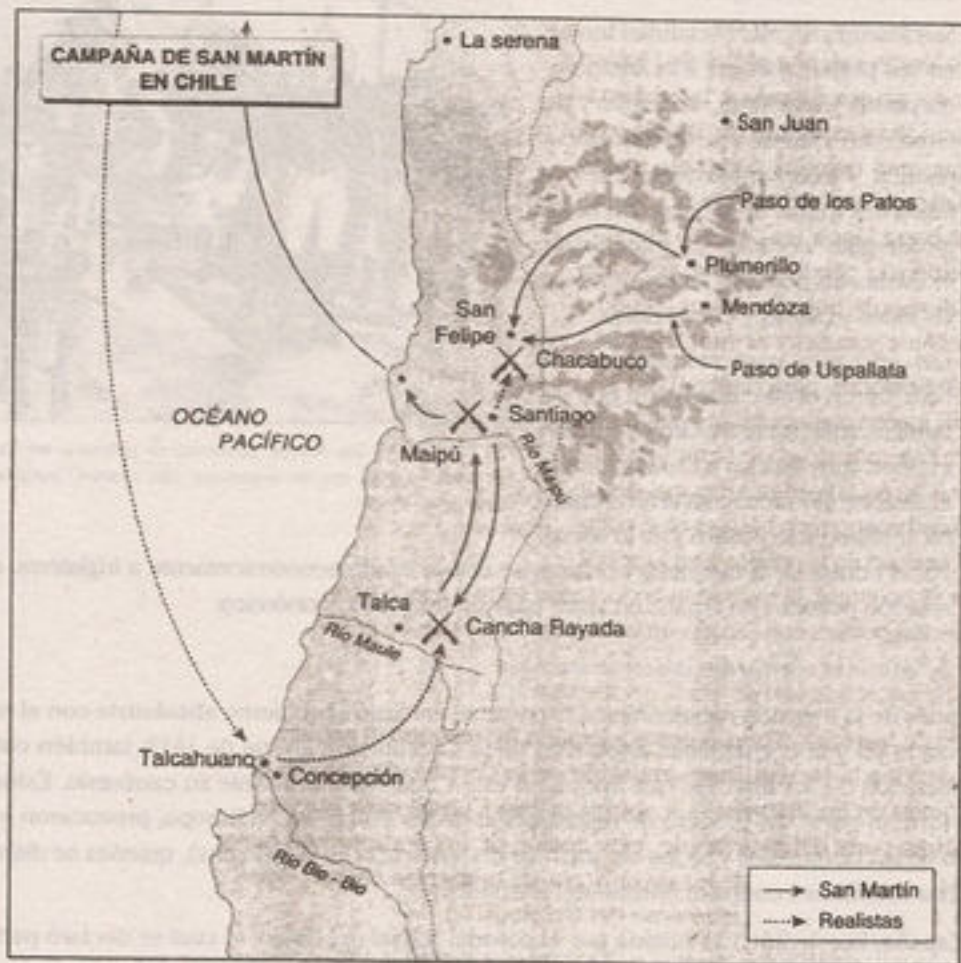 CAMPAÑA DE SAN MARTÍN
EN CHILE
La serena
San Juan
Paso de los Patos
Plumerillo
Mendoza
San
Felipe
Chacabuco
Paso de Uspallata
OCÉANO
PACÍFICO
Santiago
Maipú
Río Maipú
Talca
Cancha Rayada
Río Maule
Talcahuano
Concepción
Río Bío - Bío
San Martín
Realistas